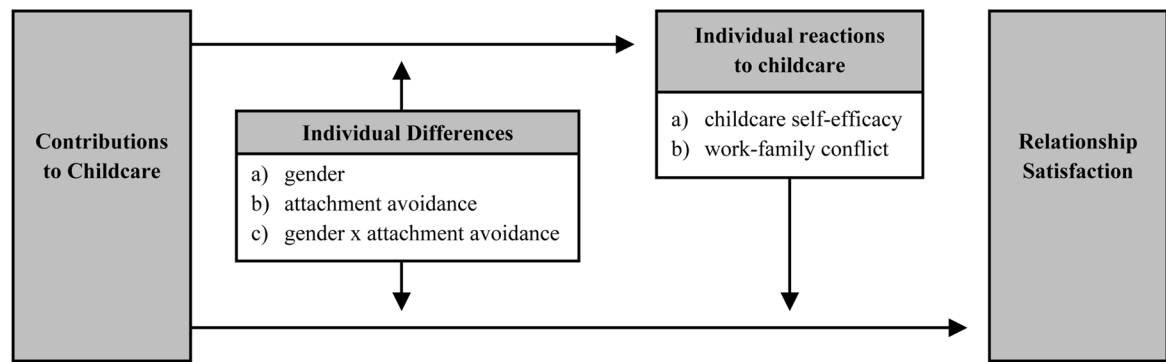 Contributions
to Childcare
Individual Differences
a) gender
b) attachment avoidance
c) gender x attachment avoidance
Individual reactions
to childcare
a) childcare self-efficacy
b) work-family conflict
Relationship
Satisfaction